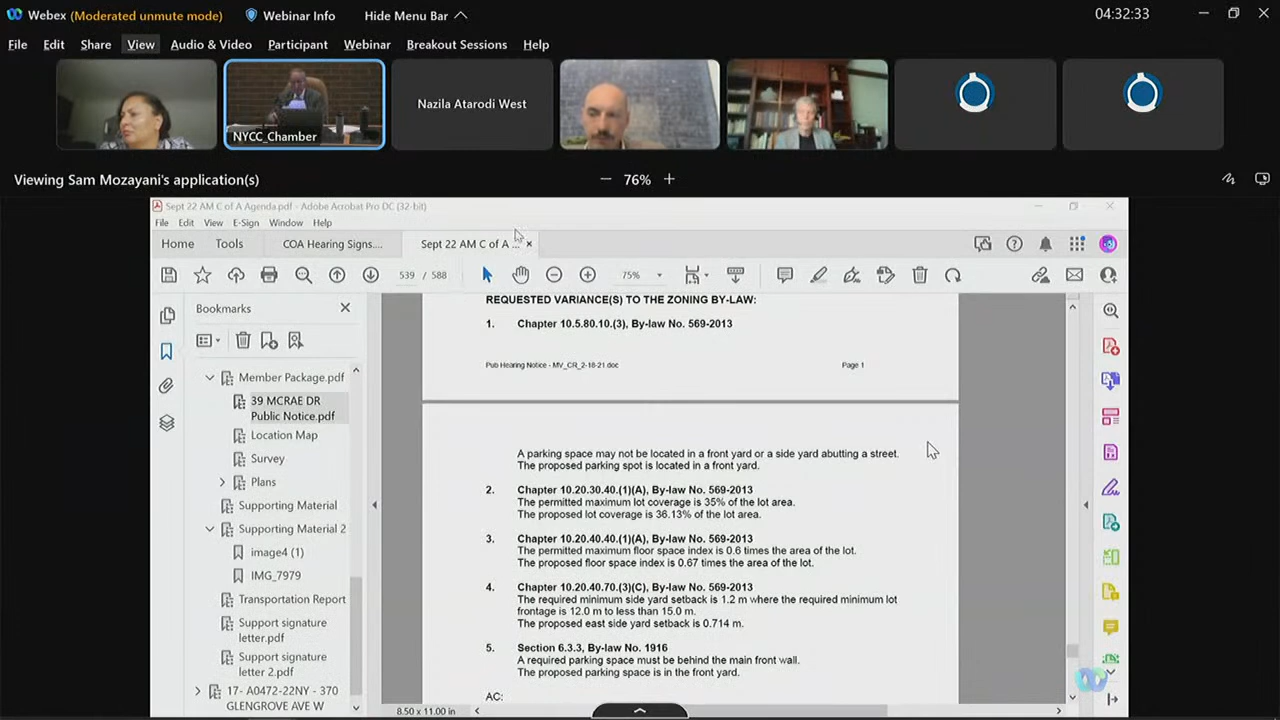 Webex (Moderated unmute mode) Webinar Info Hide Menu Bar 04:32:33
File Edit Share View Audio & Video Participant Webinar Breakout Sessions Help
Nazila Atarodi West
NYCC_Chamber
Viewing Sam Mozayani's application(s) 76%
Sept 22 AM C of A Agenda.pdf - Adobe Acrobat Pro DC (32-bit)
File Edit View E-Sign Window Help
Home Tools COA Hearing Signs.... Sept 22 AM C of A ... ×
539 / 588 75%
Bookmarks
Member Package.pdf
39 MCRAE DR
Public Notice.pdf
Location Map
Survey
Plans
Supporting Material
Supporting Material 2
image4 (1)
IMG_7979
Transportation Report
Support signature
letter.pdf
Support signature
letter 2.pdf
17- A0472-22NY - 370
GLENGROVE AVE W
REQUESTED VARIANCE(S) TO THE ZONING BY-LAW:
1. Chapter 10.5.80.10.(3), By-law No. 569-2013
Pub Hearing Notice - MV_CR_2-18-21.doc Page 1
A parking space may not be located in a front yard or a side yard abutting a street.
The proposed parking spot is located in a front yard.
2. Chapter 10.20.30.40.(1)(A), By-law No. 569-2013
The permitted maximum lot coverage is 35% of the lot area.
The proposed lot coverage is 36.13% of the lot area.
3. Chapter 10.20.40.40.(1)(A), By-law No. 569-2013
The permitted maximum floor space index is 0.6 times the area of the lot.
The proposed floor space index is 0.67 times the area of the lot.
4. Chapter 10.20.40.70.(3)(C), By-law No. 569-2013
The required minimum side yard setback is 1.2 m where the required minimum lot
frontage is 12.0 m to less than 15.0 m.
The proposed east side yard setback is 0.714 m.
5. Section 6.3.3, By-law No. 1916
A required parking space must be behind the main front wall.
The proposed parking space is in the front yard.
AC:
8.50 x 11.00 in